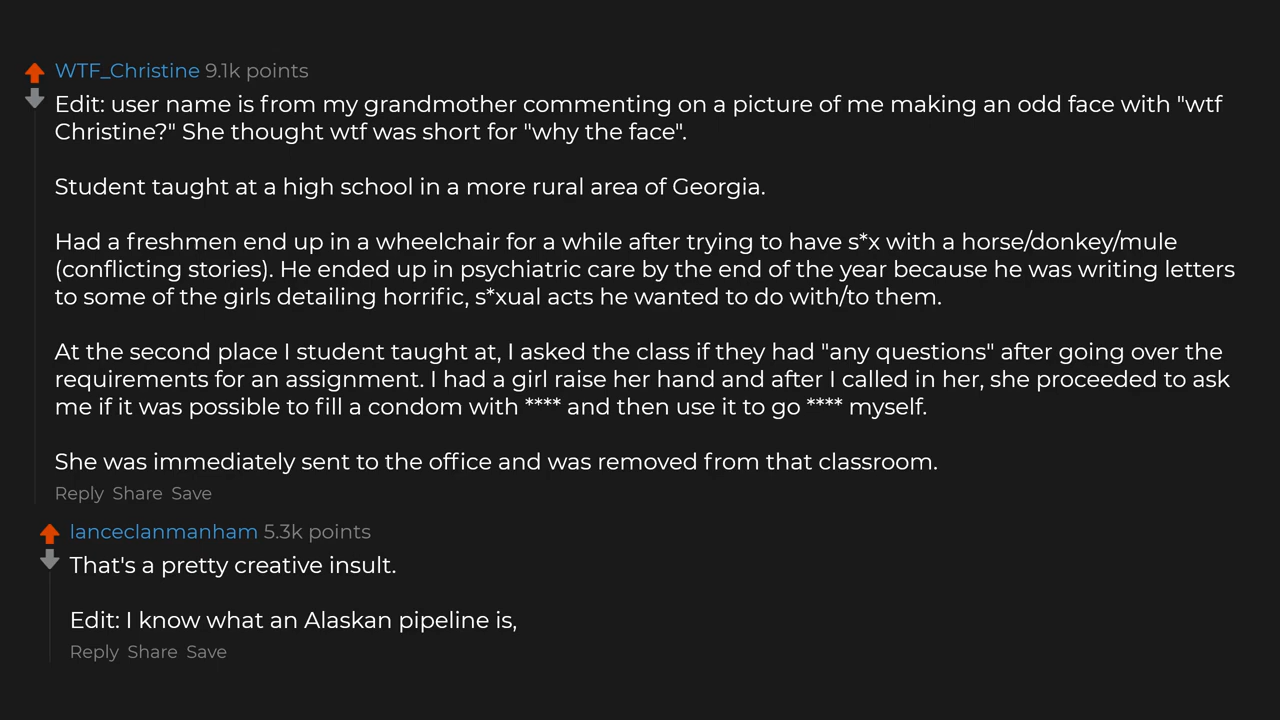 WTF_Christine 9.1k points
Edit: user name is from my grandmother commenting on a picture of me making an odd face with "wtf
Christine?" She thought wtf was short for "why the face".
Student taught at a high school in a more rural area of Georgia.
Had a freshmen end up in a wheelchair for a while after trying to have s*x with a horse/donkey/mule
(conflicting stories). He ended up in psychiatric care by the end of the year because he was writing letters
to some of the girls detailing horrific, s*xual acts he wanted to do with/to them.
At the second place I student taught at, I asked the class if they had "any questions" after going over the
requirements for an assignment. I had a girl raise her hand and after I called in her, she proceeded to ask
me if it was possible to fill a condom with **** and then use it to go **** myself.
She was immediately sent to the office and was removed from that classroom.
Reply Share Save
lanceclanmanham 5.3k points
That's a pretty creative insult.
Edit: I know what an Alaskan pipeline is,
Reply Share Save